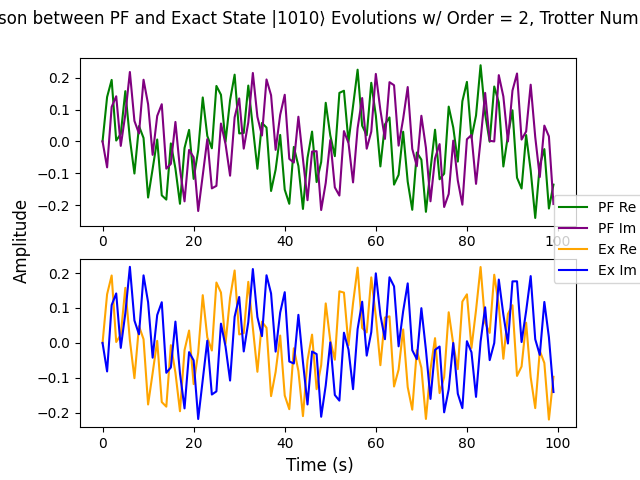 son between PF and Exact State |1010⟩ Evolutions w/ Order = 2, Trotter Num
0.2
0.1
0.0
−0.1
−0.2
0 20 40 60 80 100
PF Re
PF Im
Ex Re
Ex Im
Amplitude
0.2
0.1
0.0
−0.1
−0.2
0 20 40 60 80 100
Time (s)